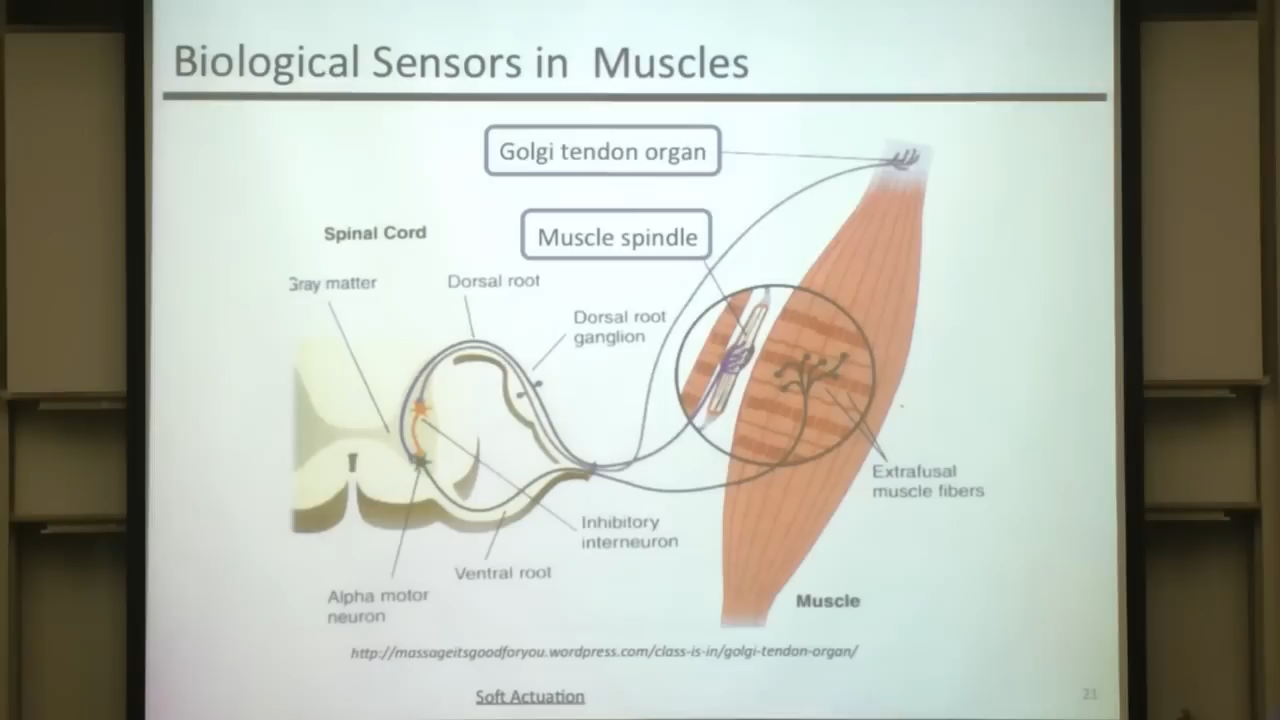 Biological Sensors in Muscles
Golgi tendon organ
Muscle spindle
Spinal Cord
Gray matter
Dorsal root
Dorsal root
ganglion
Extrafusal
muscle fibers
Inhibitory
interneuron
Ventral root
Alpha motor
neuron
Muscle
http://massageitsgoodforyou.wordpress.com/class-is-in/golgi-tendon-organ/
Soft Actuation
21